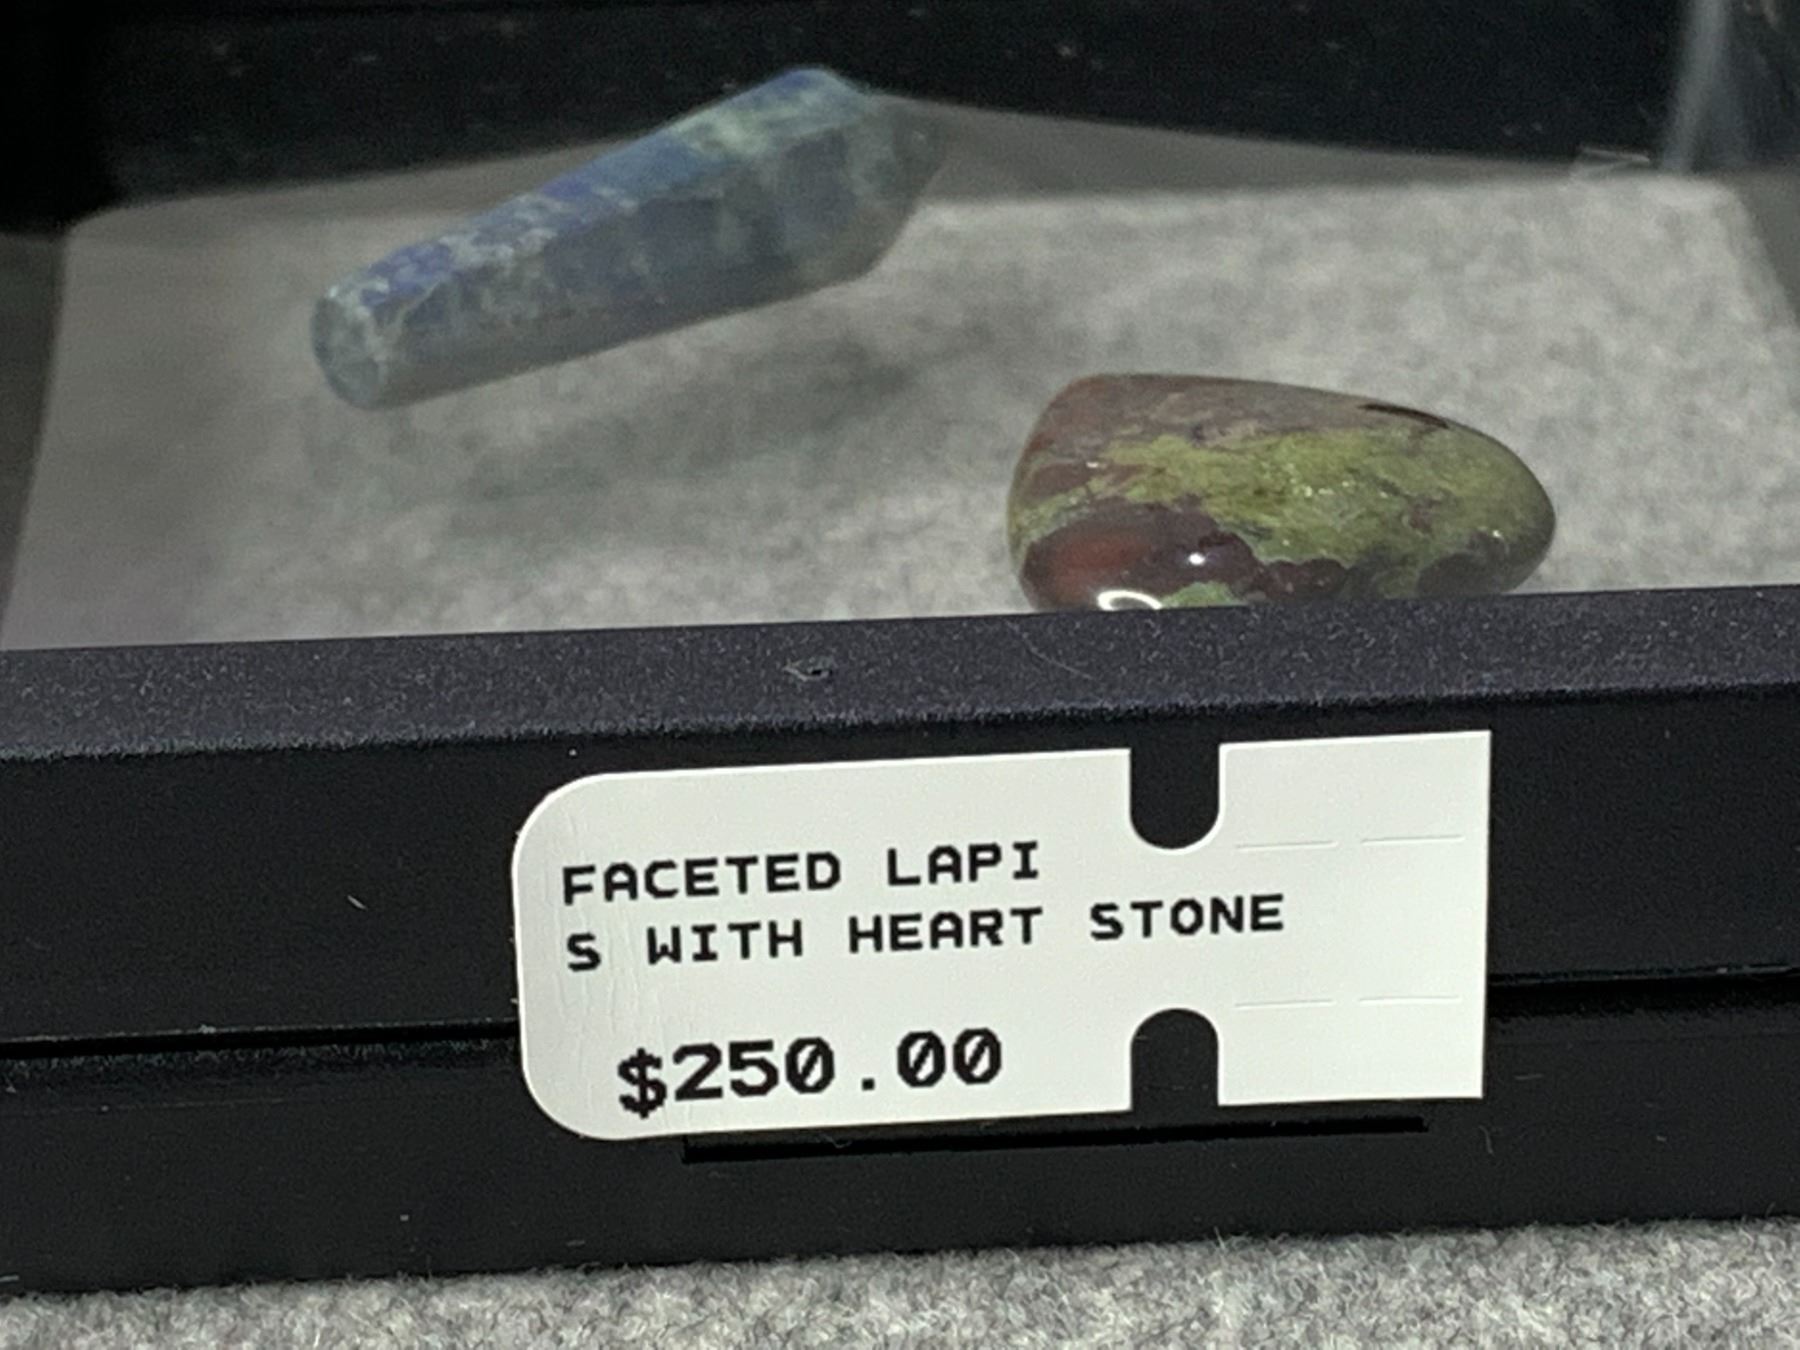 FACETED LAPI
S WITH HEART STONE
$250.00